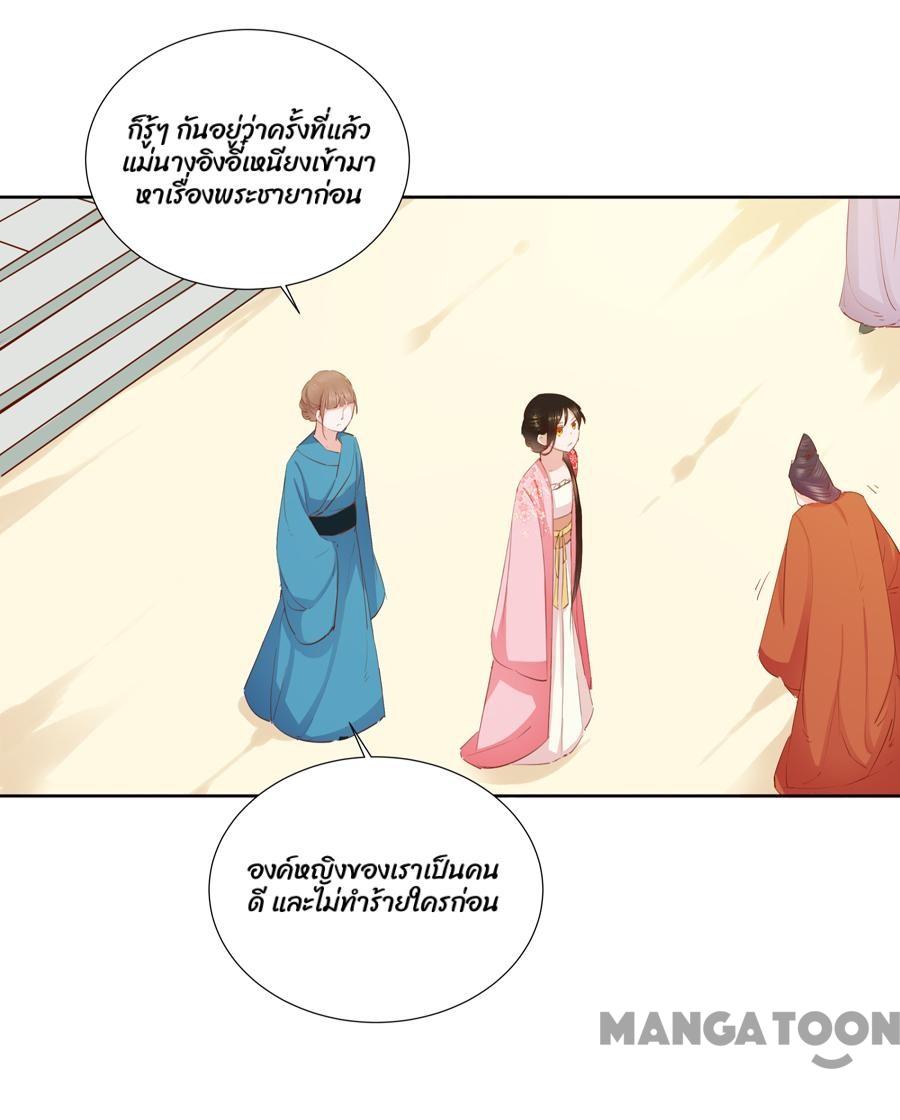 ก็รู้ๆ กันอยู่ว่าครั้งที่แล้ว
แม่นางอิงอี๋เหนียงเข้ามา
หาเรื่องพระชายาก่อน
องค์หญิงของเราเป็นคน
ดี และไม่ทำร้ายใครก่อน
MANGATOON